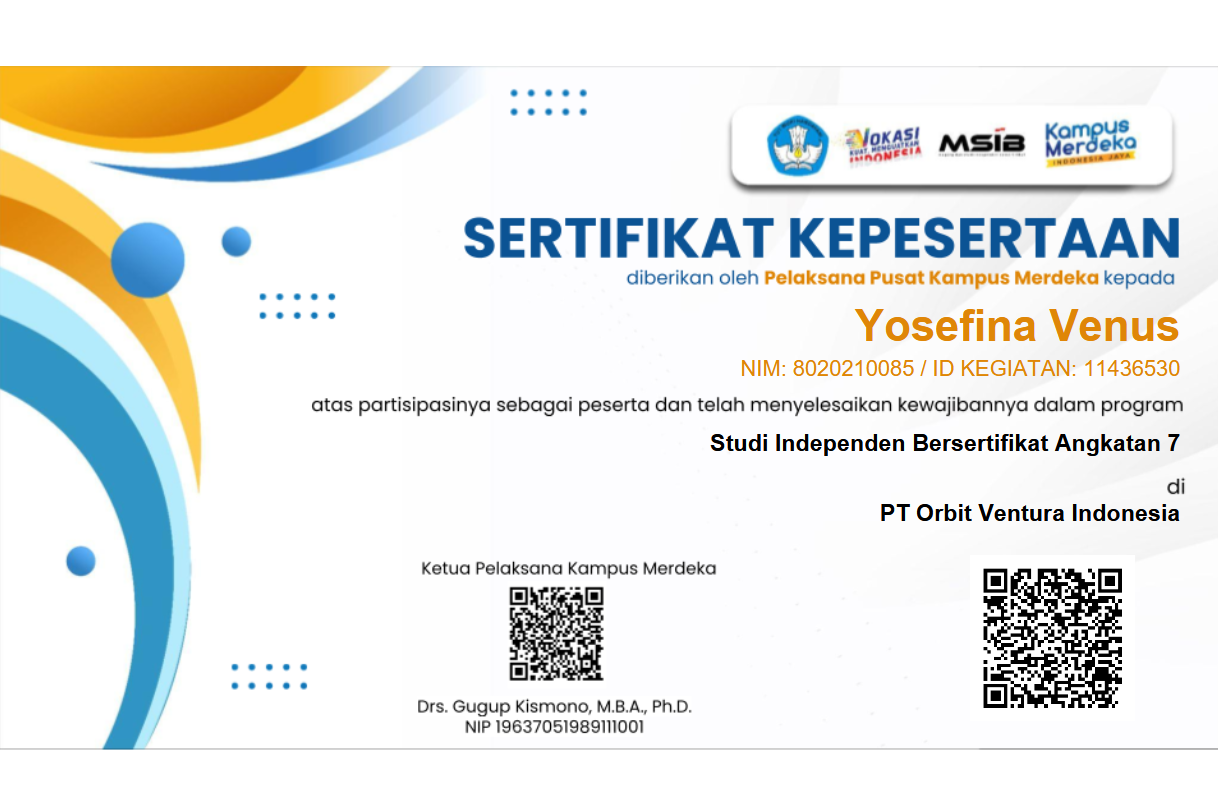 VOKASI
KUAT, MENGUATKAN
INDONESIA
MSIB
Kampus
Merdeka
INDONESIA JAYA
SERTIFIKAT KEPESERTAAN
diberikan oleh Pelaksana Pusat Kampus Merdeka kepada
Yosefina Venus
NIM: 8020210085 / ID KEGIATAN: 11436530
atas partisipasinya sebagai peserta dan telah menyelesaikan kewajibannya dalam program
Studi Independen Bersertifikat Angkatan 7
di
PT Orbit Ventura Indonesia
Ketua Pelaksana Kampus Merdeka
Drs. Gugup Kismono, M.B.A., Ph.D.
NIP 19637051989111001